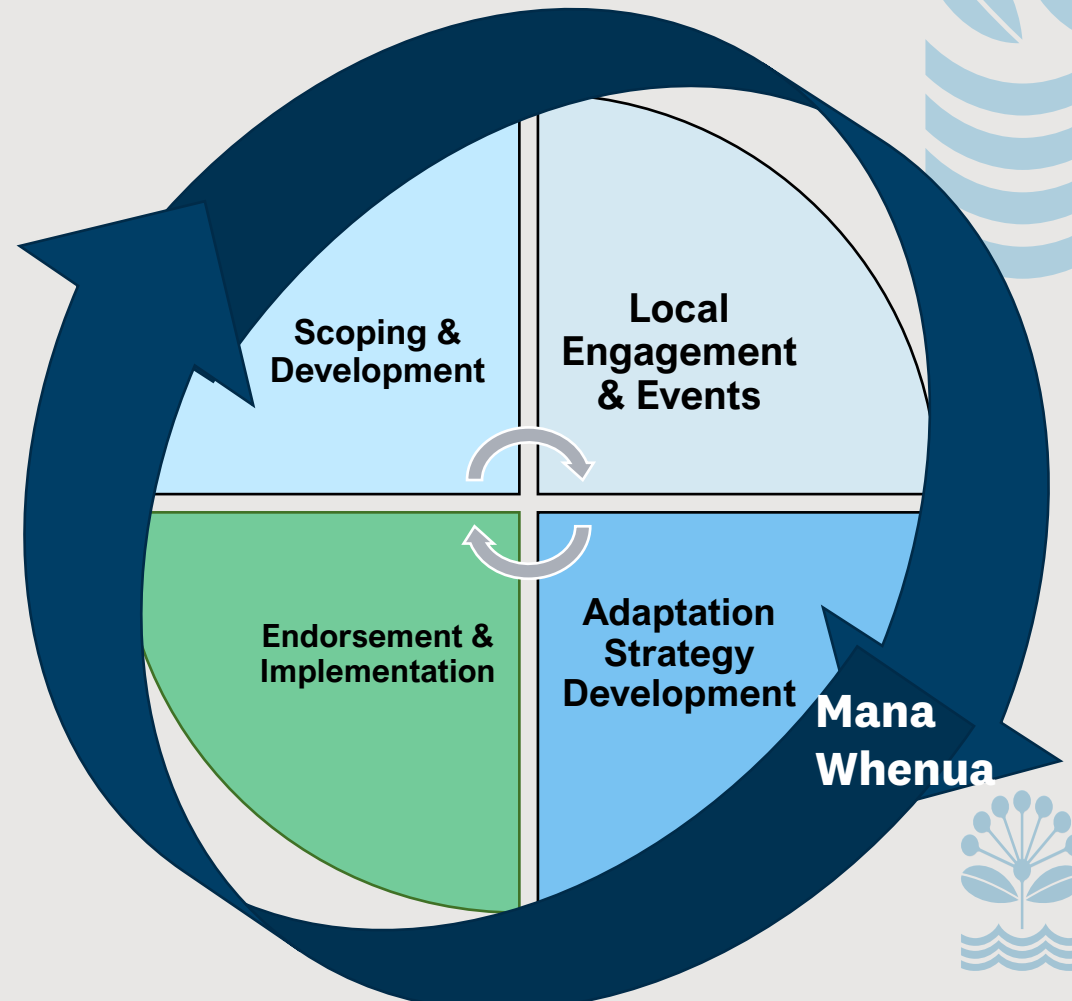 Scoping &
Development
Local
Engagement
& Events
Endorsement &
Implementation
Adaptation
Strategy
Development
Mana
Whenua